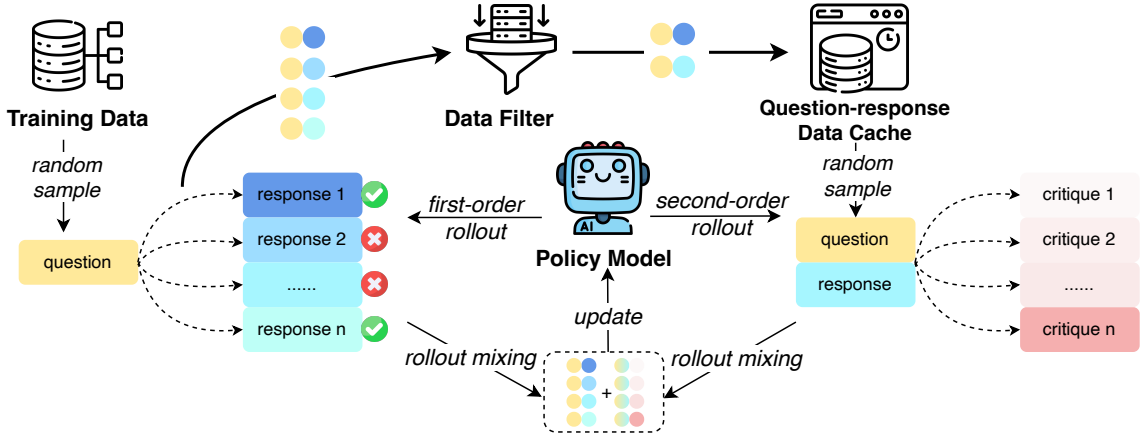 Training Data
Data Filter
Question-response
Data Cache
random
sample
question
response 1
response 2
......
response n
first-order
rollout
AI
Policy Model
second-order
rollout
random
sample
question
response
critique 1
critique 2
......
critique n
rollout mixing
update
rollout mixing
+